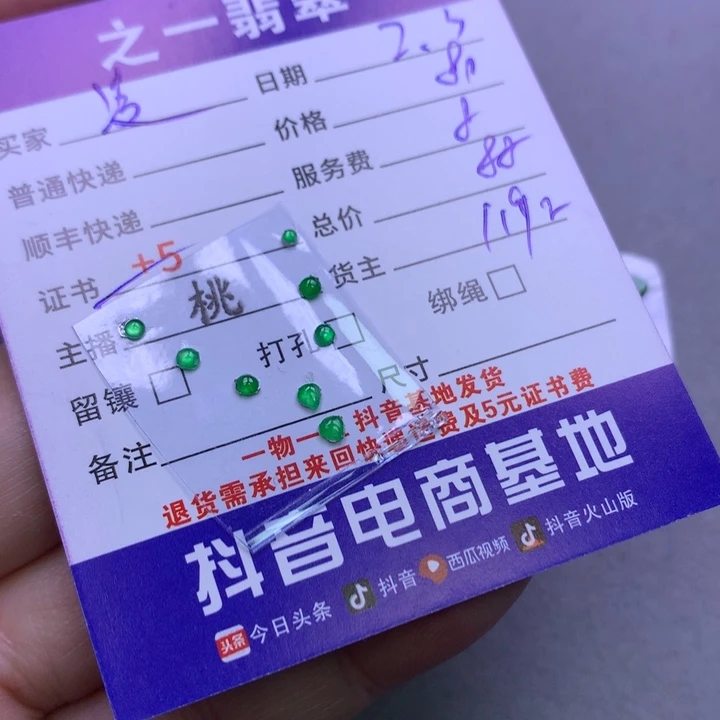 之一翡翠
买家 日期 2.5
普通快递 价格
顺丰快递 服务费
证书 +5 总价
主播 桃 货主 1192
留镶 打孔 绑绳
备注 尺寸
一物一 抖音基地发货
退货需承担来回快递运费及5元证书费
抖音电商基地
头条 今日头条 抖音 西瓜视频 抖音火山版